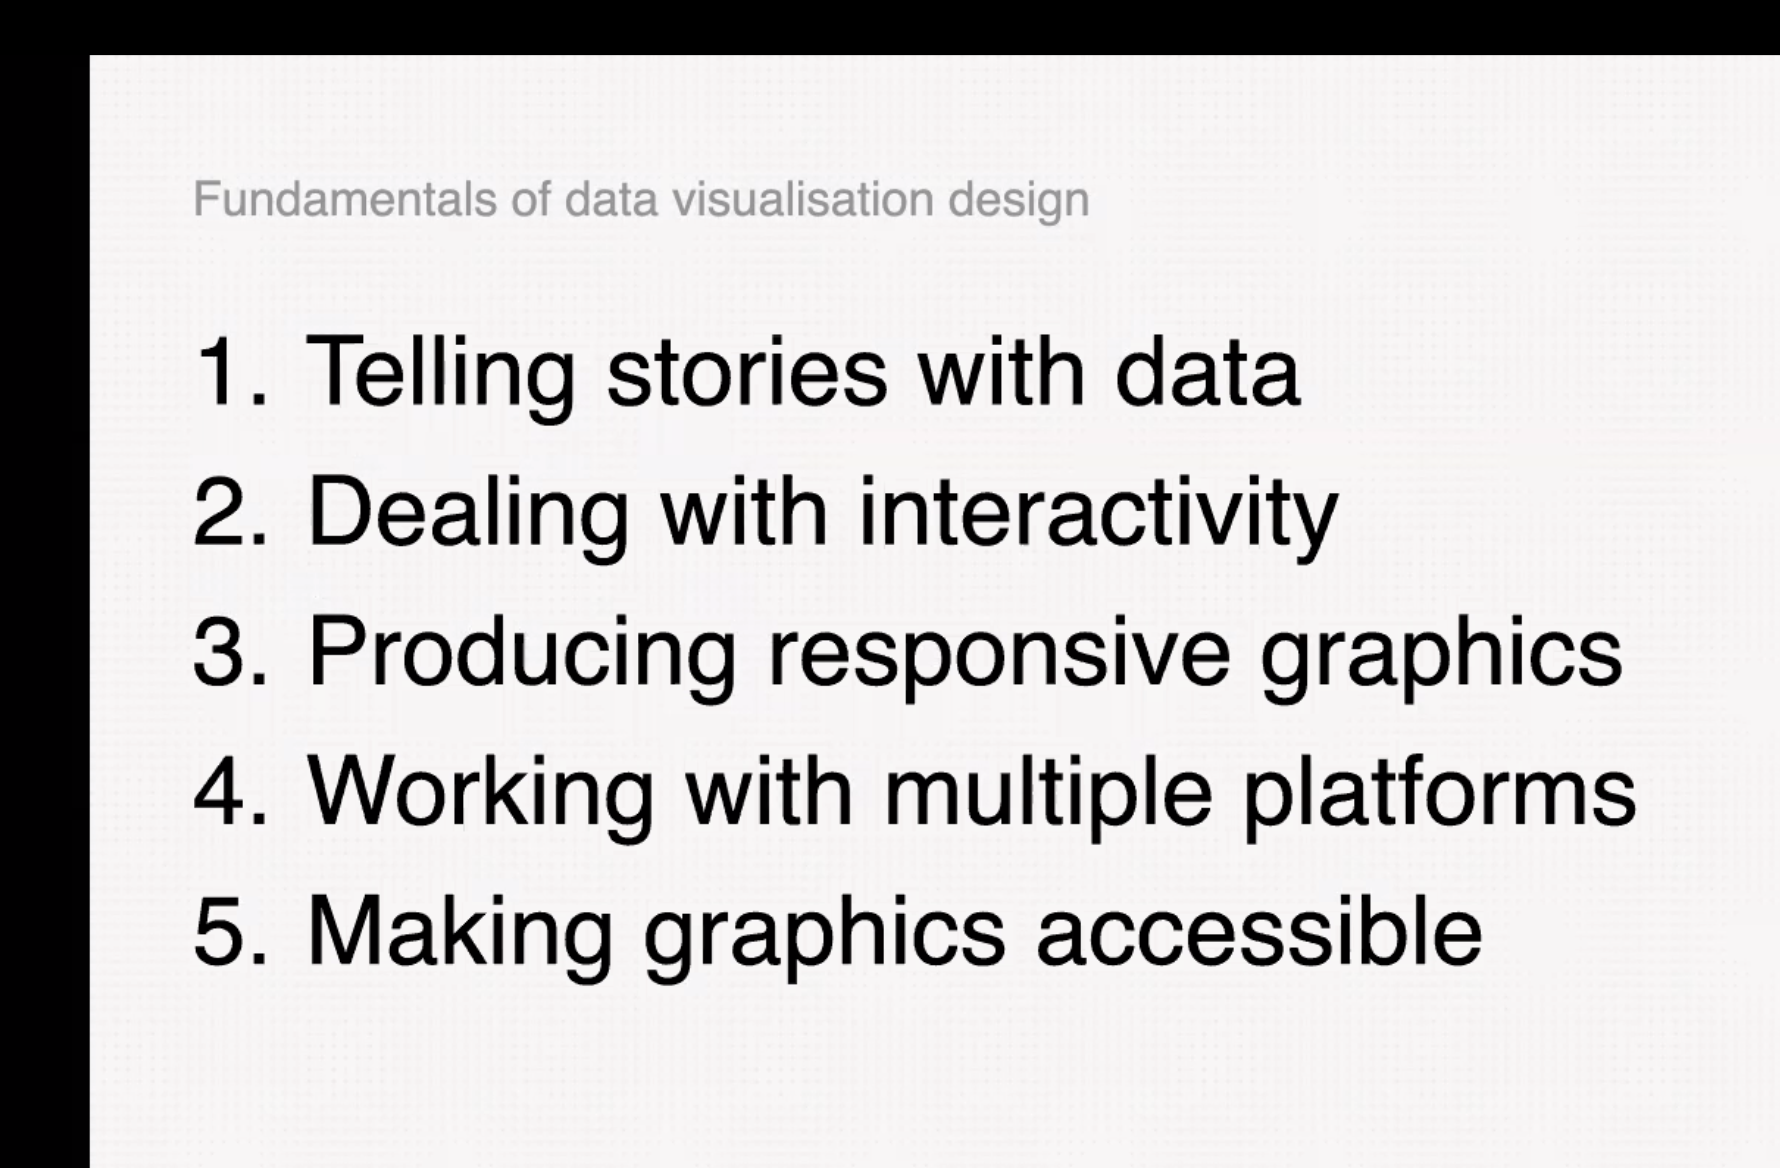 Fundamentals of data visualisation design
1. Telling stories with data
2. Dealing with interactivity
3. Producing responsive graphics
4. Working with multiple platforms
5. Making graphics accessible